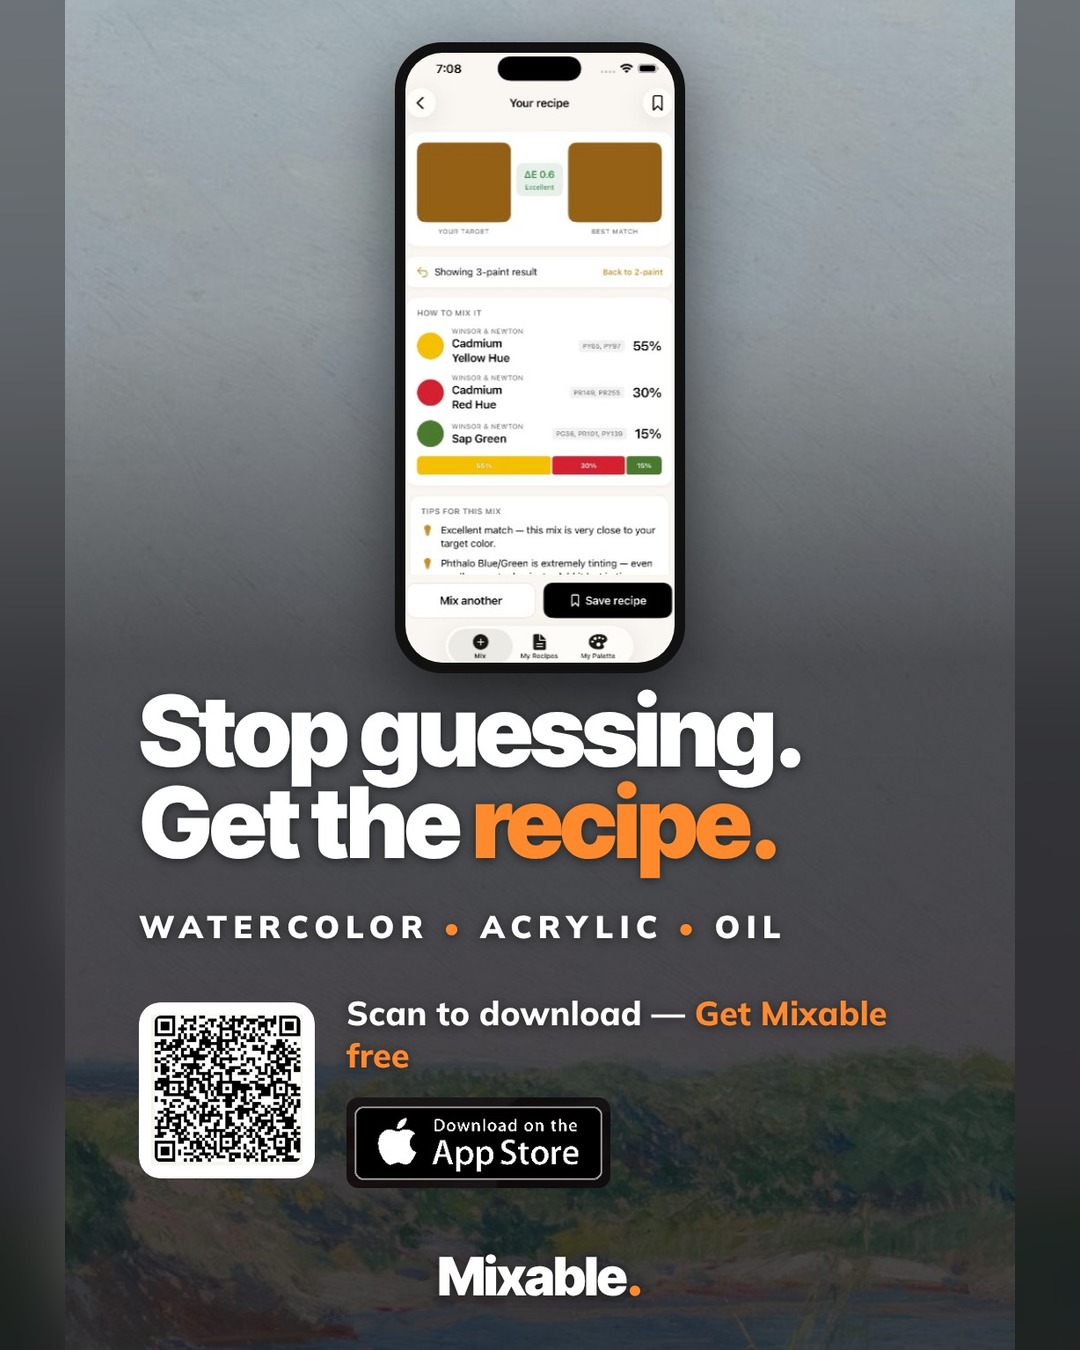 7:08
Your recipe
ΔE 0.6
Excellent
YOUR TARGET
BEST MATCH
Showing 3-paint result
Back to 2-paint
HOW TO MIX IT
WINSOR & NEWTON
Cadmium
Yellow Hue
PY65, PY97
55%
WINSOR & NEWTON
Cadmium
Red Hue
PR149, PR255
30%
WINSOR & NEWTON
Sap Green
PG36, PR101, PY139
15%
55%
30%
15%
TIPS FOR THIS MIX
Excellent match — this mix is very close to your
target color.
Phthalo Blue/Green is extremely tinting — even
Mix another
Save recipe
Mix
My Recipes
My Palette
Stop guessing.
Get the recipe.
WATERCOLOR • ACRYLIC • OIL
Scan to download — Get Mixable
free
Download on the
App Store
Mixable.